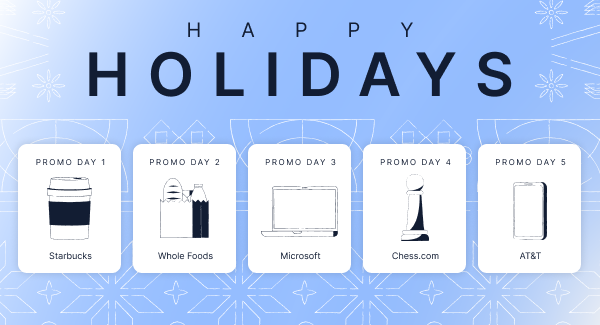 HAPPY
HOLIDAYS
PROMO DAY 1
Starbucks
PROMO DAY 2
Whole Foods
PROMO DAY 3
Microsoft
PROMO DAY 4
Chess.com
PROMO DAY 5
AT&T